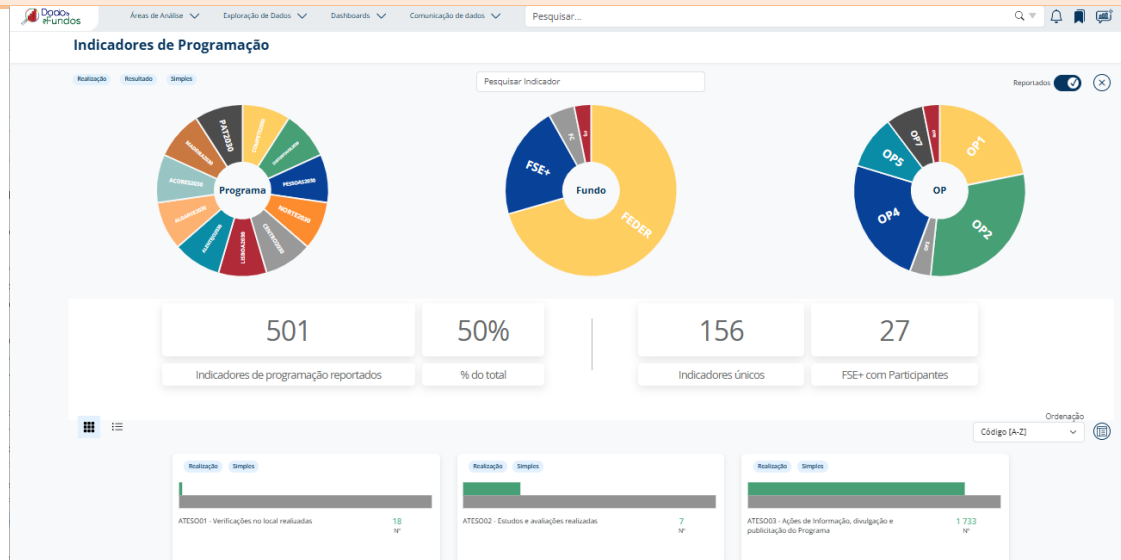 Dados
Fundos
Áreas de Análise
Exploração de Dados
Dashboards
Comunicação de dados
Pesquisar...
Indicadores de Programação
Realização
Resultado
Simples
Pesquisar Indicador
Reportados
Programa
COMPETE2030
PESSOAS2030
NORTE2030
CENTRO2030
LISBOA2030
ALENTEJO2030
ALGARVE2030
ACORES2030
MADEIRA2030
PAT2030
Fundo
FEDER
FSE+
FC
OP
OP1
OP2
OP3
OP4
OP5
OP7
501
Indicadores de programação reportados
50%
% do total
156
Indicadores únicos
27
FSE+ com Participantes
Ordenação
Código [A-Z]
Realização Simples
ATESO01 - Verificações no local realizadas
18
Nº
Realização Simples
ATESO02 - Estudos e avaliações realizadas
7
Nº
Realização Simples
ATESO03 - Ações de Informação, divulgação e
publicitação do Programa
1 733
Nº